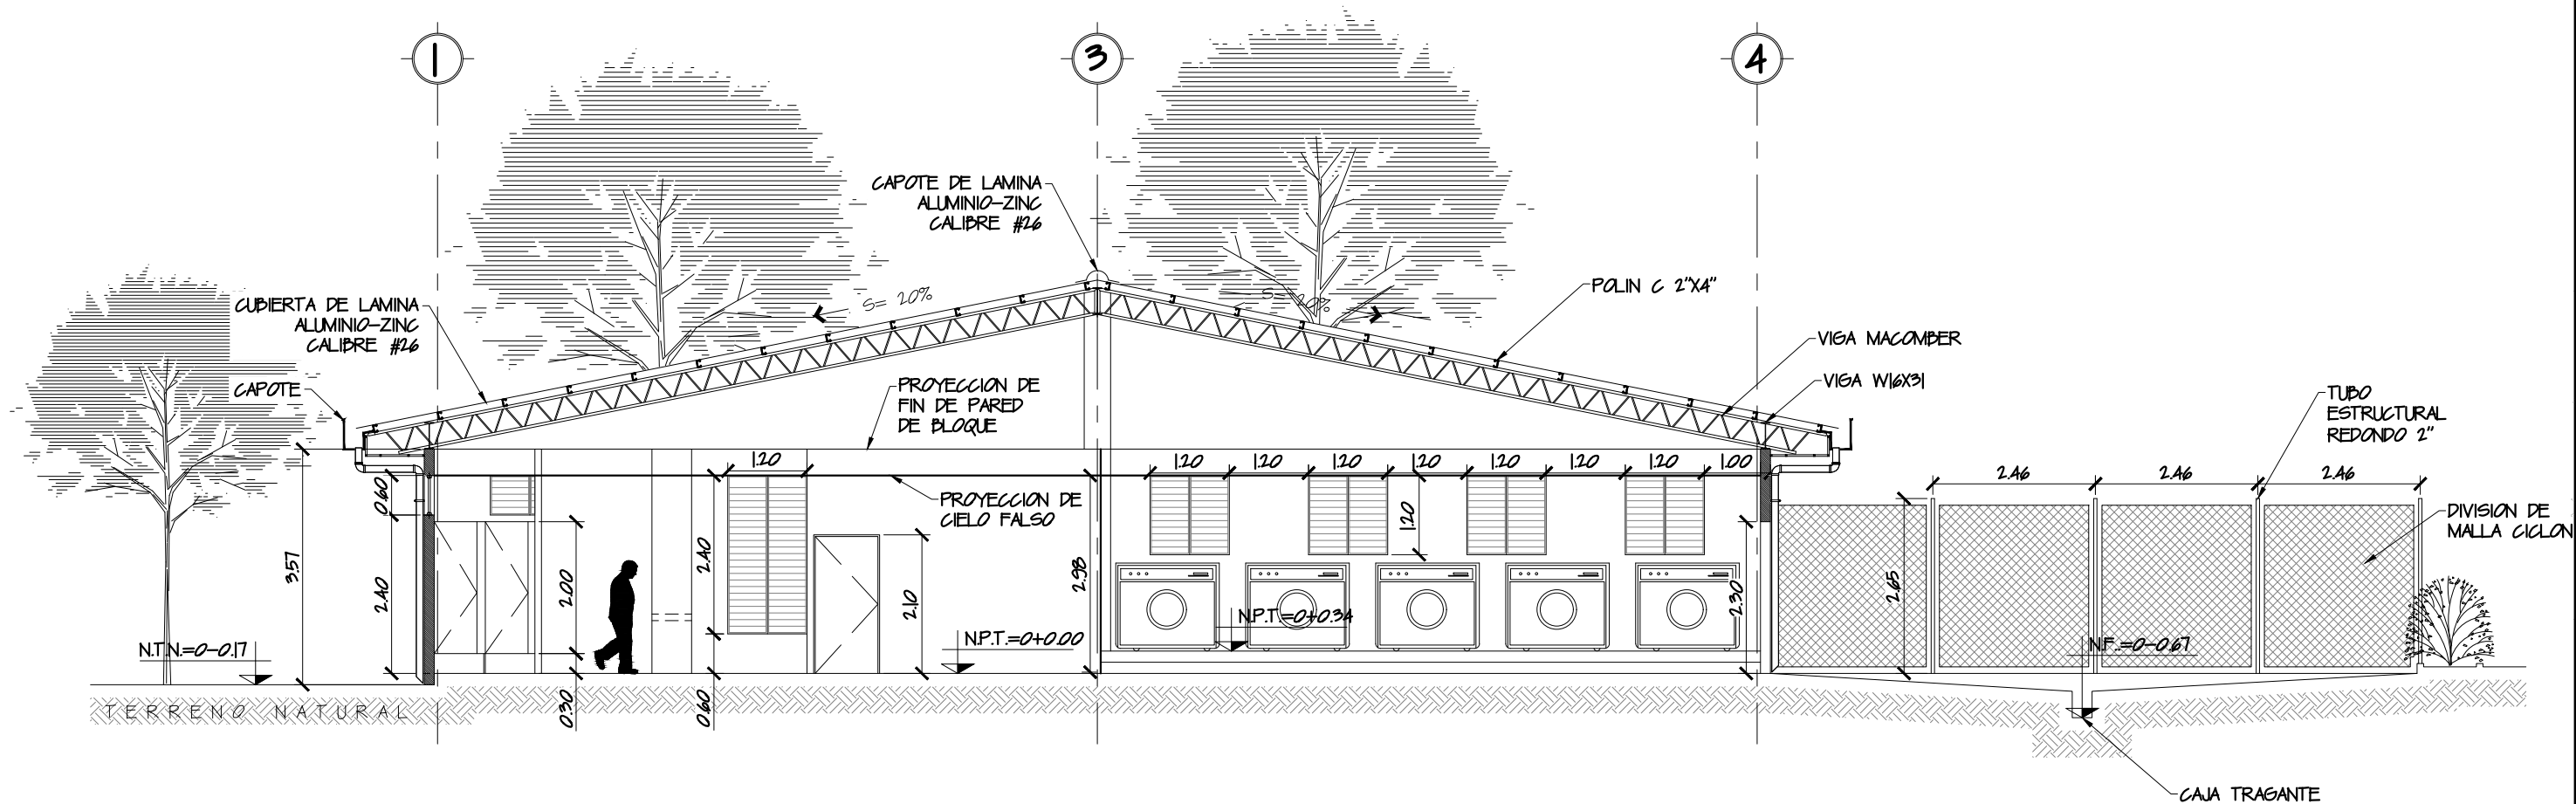 1
3
4
CAPOTE DE LAMINA
ALUMINIO-ZINC
CALIBRE #26
CUBIERTA DE LAMINA
ALUMINIO-ZINC
CALIBRE #26
CAPOTE
S= 20%
S= 20%
POLIN C 2"X4"
VIGA MACOMBER
VIGA W16X31
TUBO
ESTRUCTURAL
REDONDO 2"
PROYECCION DE
FIN DE PARED
DE BLOQUE
PROYECCION DE
CIELO FALSO
DIVISION DE
MALLA CICLON
1.20
1.20
1.20
1.20
1.20
1.20
1.20
1.20
1.00
2.46
2.46
2.46
0.60
3.57
2.40
2.00
2.40
2.10
2.98
1.20
2.30
2.65
0.30
0.60
N.T.N.=0-0.17
N.P.T.=0+0.00
N.P.T.=0+0.34
N.F..=0-0.67
TERRENO NATURAL
CAJA TRAGANTE